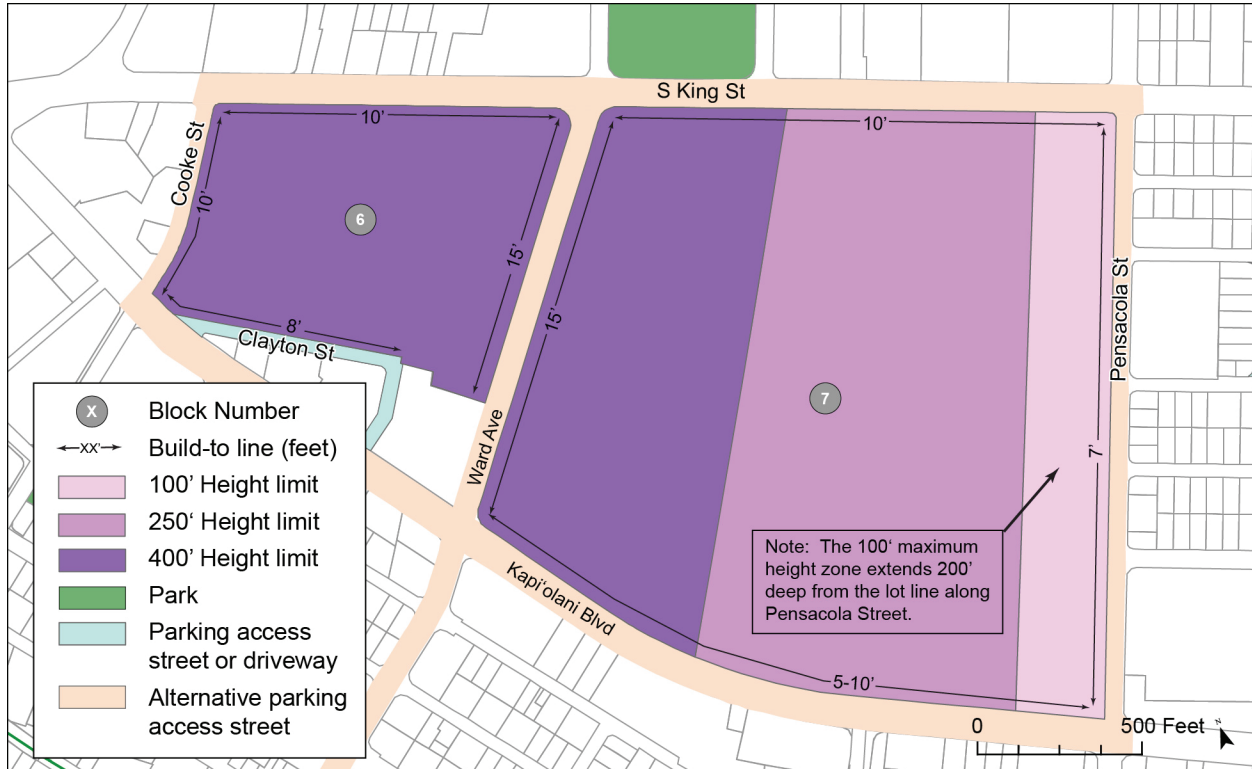 S King St
10'
10'
Cooke St
10'
6
15'
15'
8'
Clayton St
Ward Ave
7
Pensacola St
7'
Kapi‘olani Blvd
5-10'
Note: The 100‘ maximum
height zone extends 200’
deep from the lot line along
Pensacola Street.
X Block Number
XX' Build-to line (feet)
100’ Height limit
250‘ Height limit
400’ Height limit
Park
Parking access
street or driveway
Alternative parking
access street
0 500 Feet
N